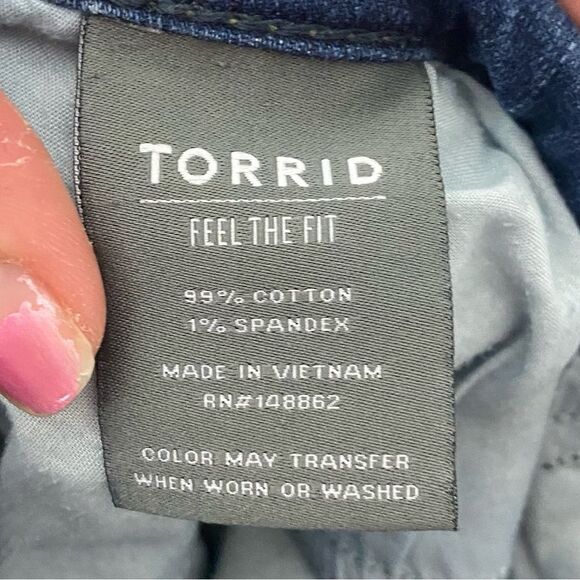 TORRID
FEEL THE FIT
99% COTTON
1% SPANDEX
MADE IN VIETNAM
RN#148862
COLOR MAY TRANSFER
WHEN WORN OR WASHED